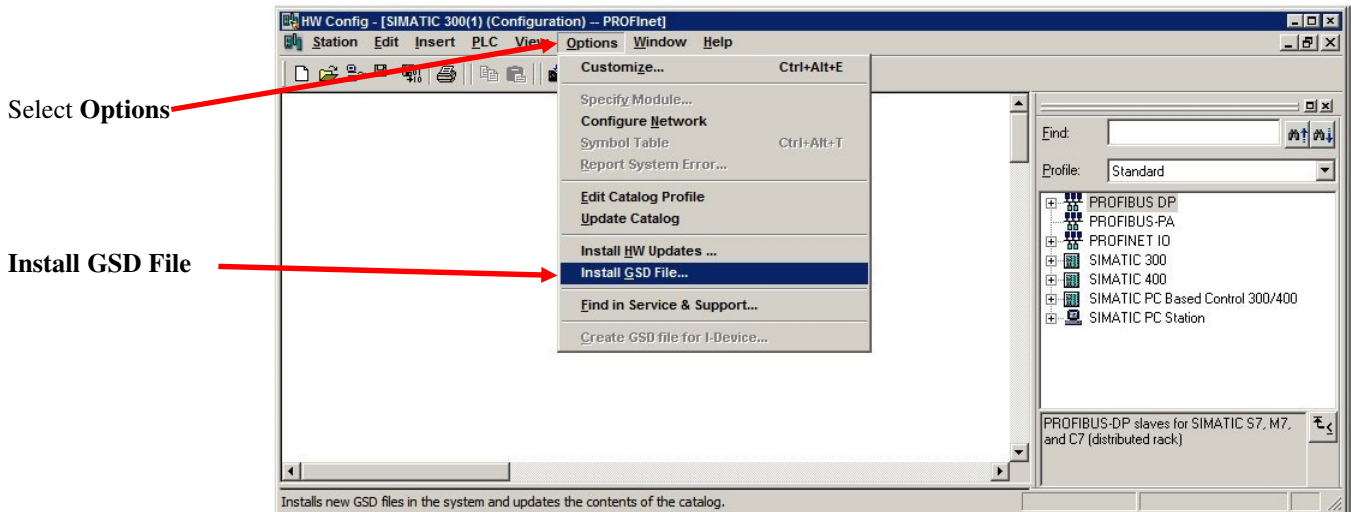 HW Config - [SIMATIC 300(1) (Configuration) -- PROFInet]
Station Edit Insert PLC View Options Window Help
Select Options
Customize... Ctrl+Alt+E
Specify Module...
Configure Network
Symbol Table Ctrl+Alt+T
Report System Error...
Edit Catalog Profile
Update Catalog
Install HW Updates ...
Install GSD File
Install GSD File...
Find in Service & Support...
Create GSD file for I-Device...
Find:
Profile: Standard
PROFIBUS DP
PROFIBUS-PA
PROFINET IO
SIMATIC 300
SIMATIC 400
SIMATIC PC Based Control 300/400
SIMATIC PC Station
PROFIBUS-DP slaves for SIMATIC S7, M7,
and C7 (distributed rack)
Installs new GSD files in the system and updates the contents of the catalog.